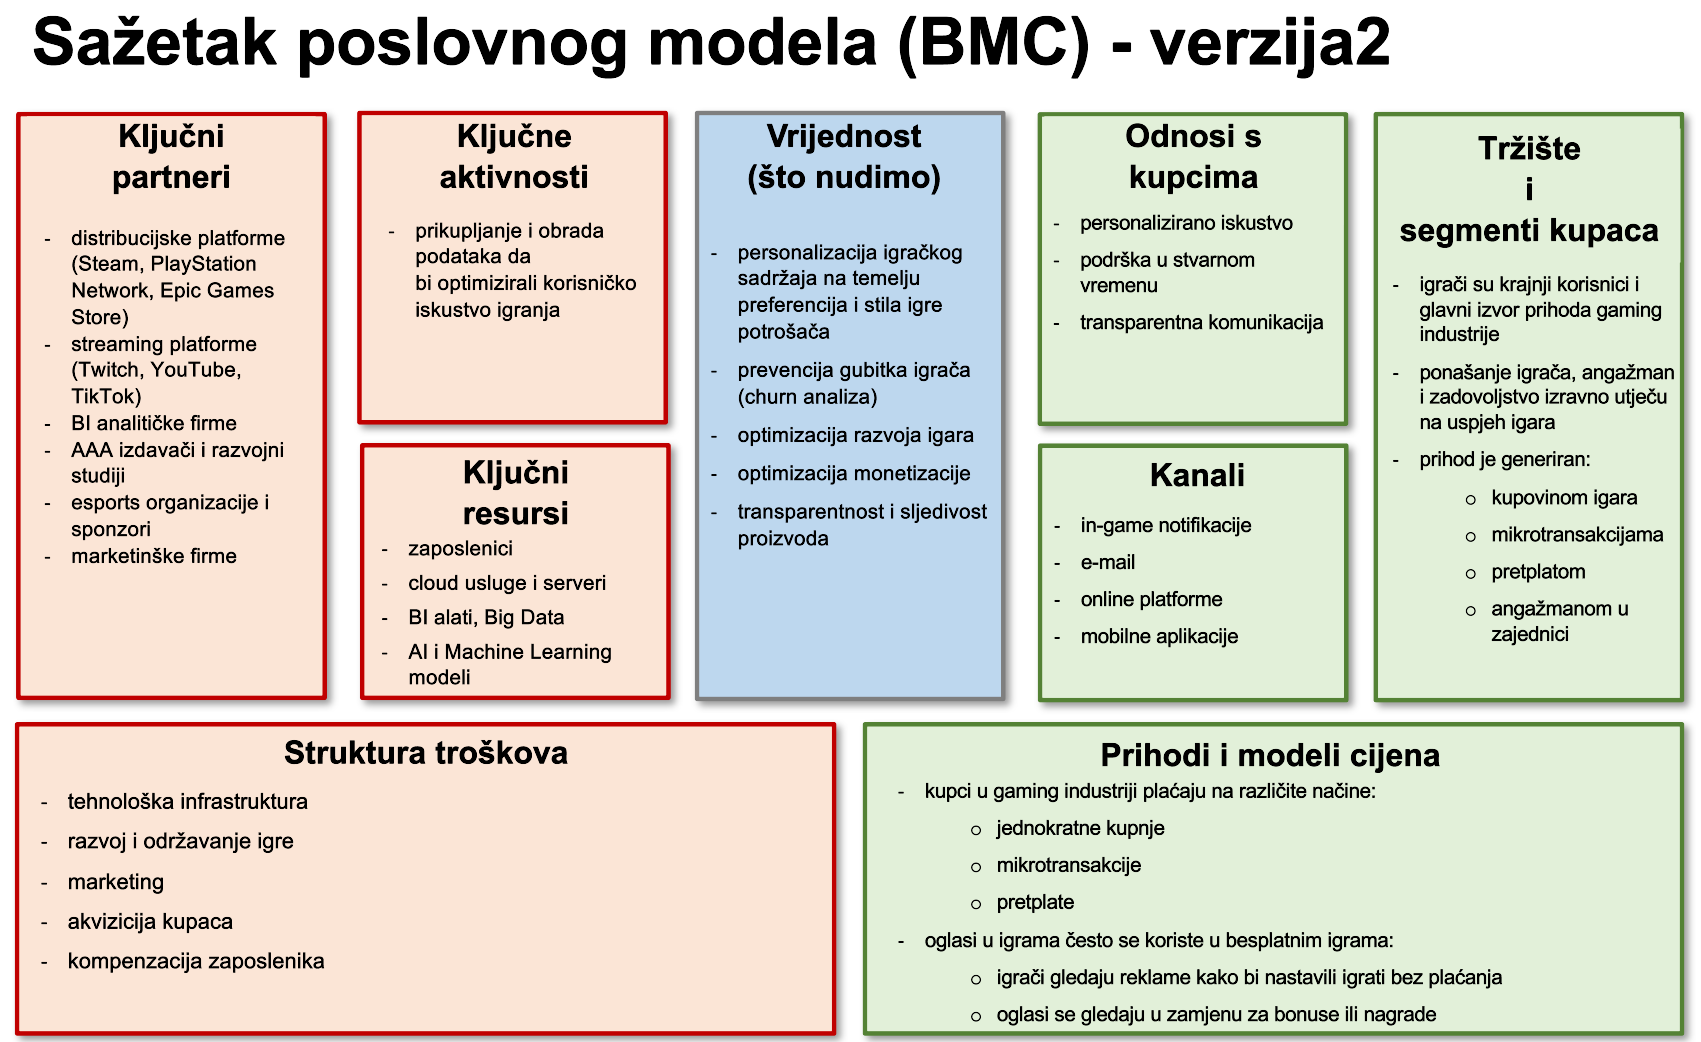 Sažetak poslovnog modela (BMC) - verzija2
Ključni
partneri
- distribucijske platforme
(Steam, PlayStation
Network, Epic Games
Store)
- streaming platforme
(Twitch, YouTube,
TikTok)
- BI analitičke firme
- AAA izdavači i razvojni
studiji
- esports organizacije i
sponzori
- marketinške firme
Ključne
aktivnosti
- prikupljanje i obrada
podataka da
bi optimizirali korisničko
iskustvo igranja
Ključni
resursi
- zaposlenici
- cloud usluge i serveri
- BI alati, Big Data
- AI i Machine Learning
modeli
Vrijednost
(što nudimo)
- personalizacija igračkog
sadržaja na temelju
preferencija i stila igre
potrošača
- prevencija gubitka igrača
(churn analiza)
- optimizacija razvoja igara
- optimizacija monetizacije
- transparentnost i sljedivost
proizvoda
Odnosi s
kupcima
- personalizirano iskustvo
- podrška u stvarnom
vremenu
- transparentna komunikacija
Kanali
- in-game notifikacije
- e-mail
- online platforme
- mobilne aplikacije
Tržište
i
segmenti kupaca
- igrači su krajnji korisnici i
glavni izvor prihoda gaming
industrije
- ponašanje igrača, angažman
i zadovoljstvo izravno utječu
na uspjeh igara
- prihod je generiran:
o kupovinom igara
o mikrotransakcijama
o pretplatom
o angažmanom u
zajednici
Struktura troškova
- tehnološka infrastruktura
- razvoj i održavanje igre
- marketing
- akvizicija kupaca
- kompenzacija zaposlenika
Prihodi i modeli cijena
- kupci u gaming industriji plaćaju na različite načine:
o jednokratne kupnje
o mikrotransakcije
o pretplate
- oglasi u igrama često se koriste u besplatnim igrama:
o igrači gledaju reklame kako bi nastavili igrati bez plaćanja
o oglasi se gledaju u zamjenu za bonuse ili nagrade